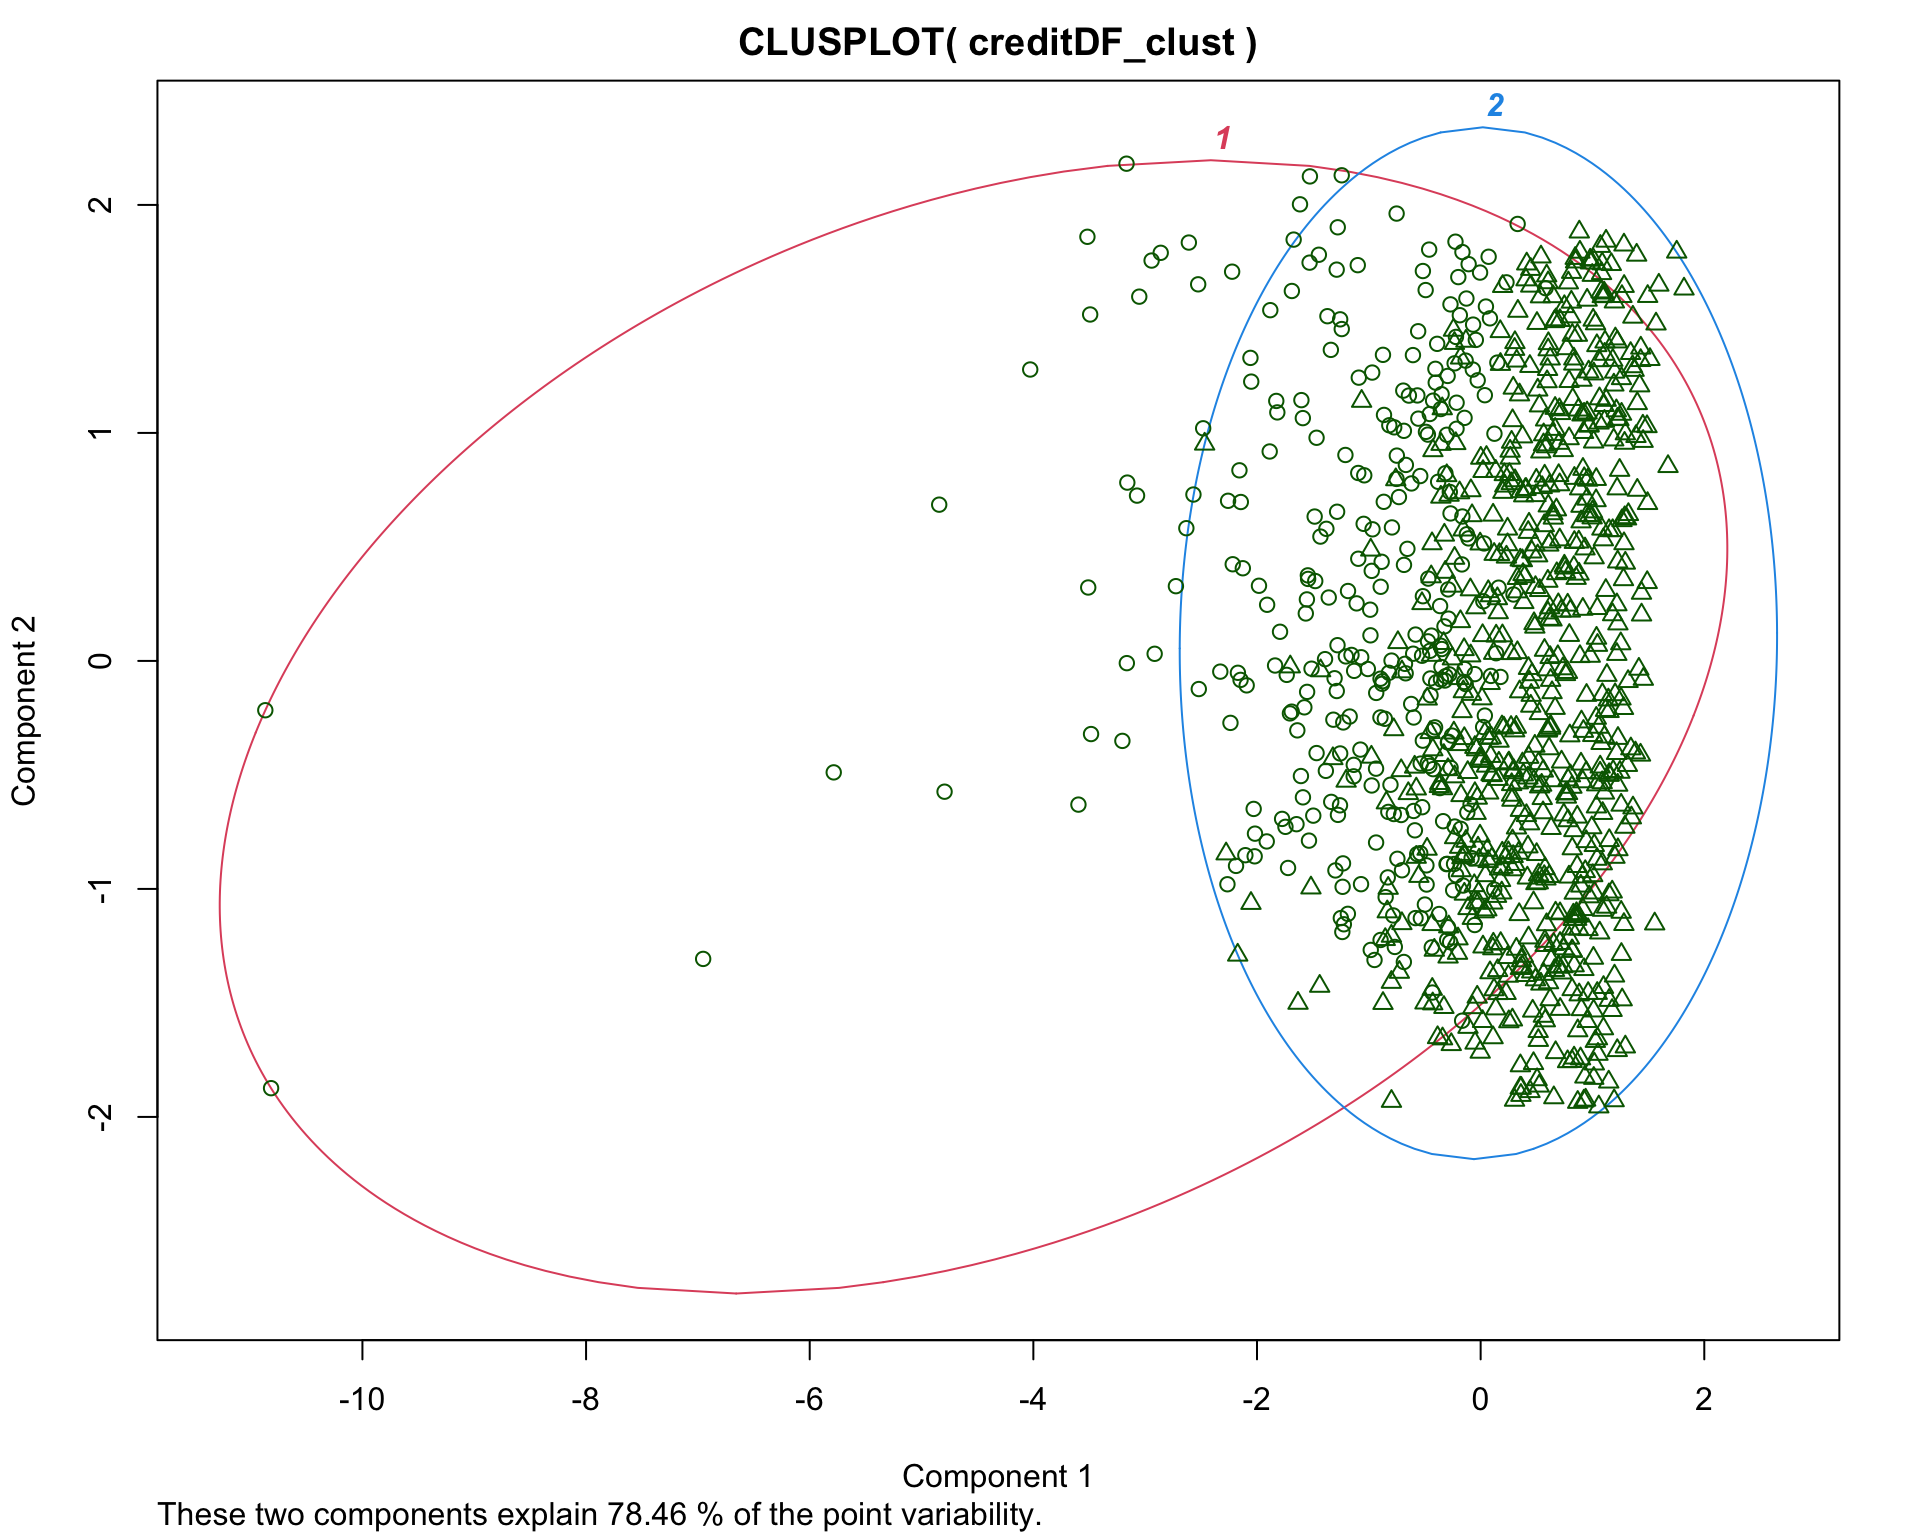 CLUSPLOT( creditDF_clust )
1
2
2
1
0
-1
-2
Component 2
-10 -8 -6 -4 -2 0 2
Component 1
These two components explain 78.46 % of the point variability.